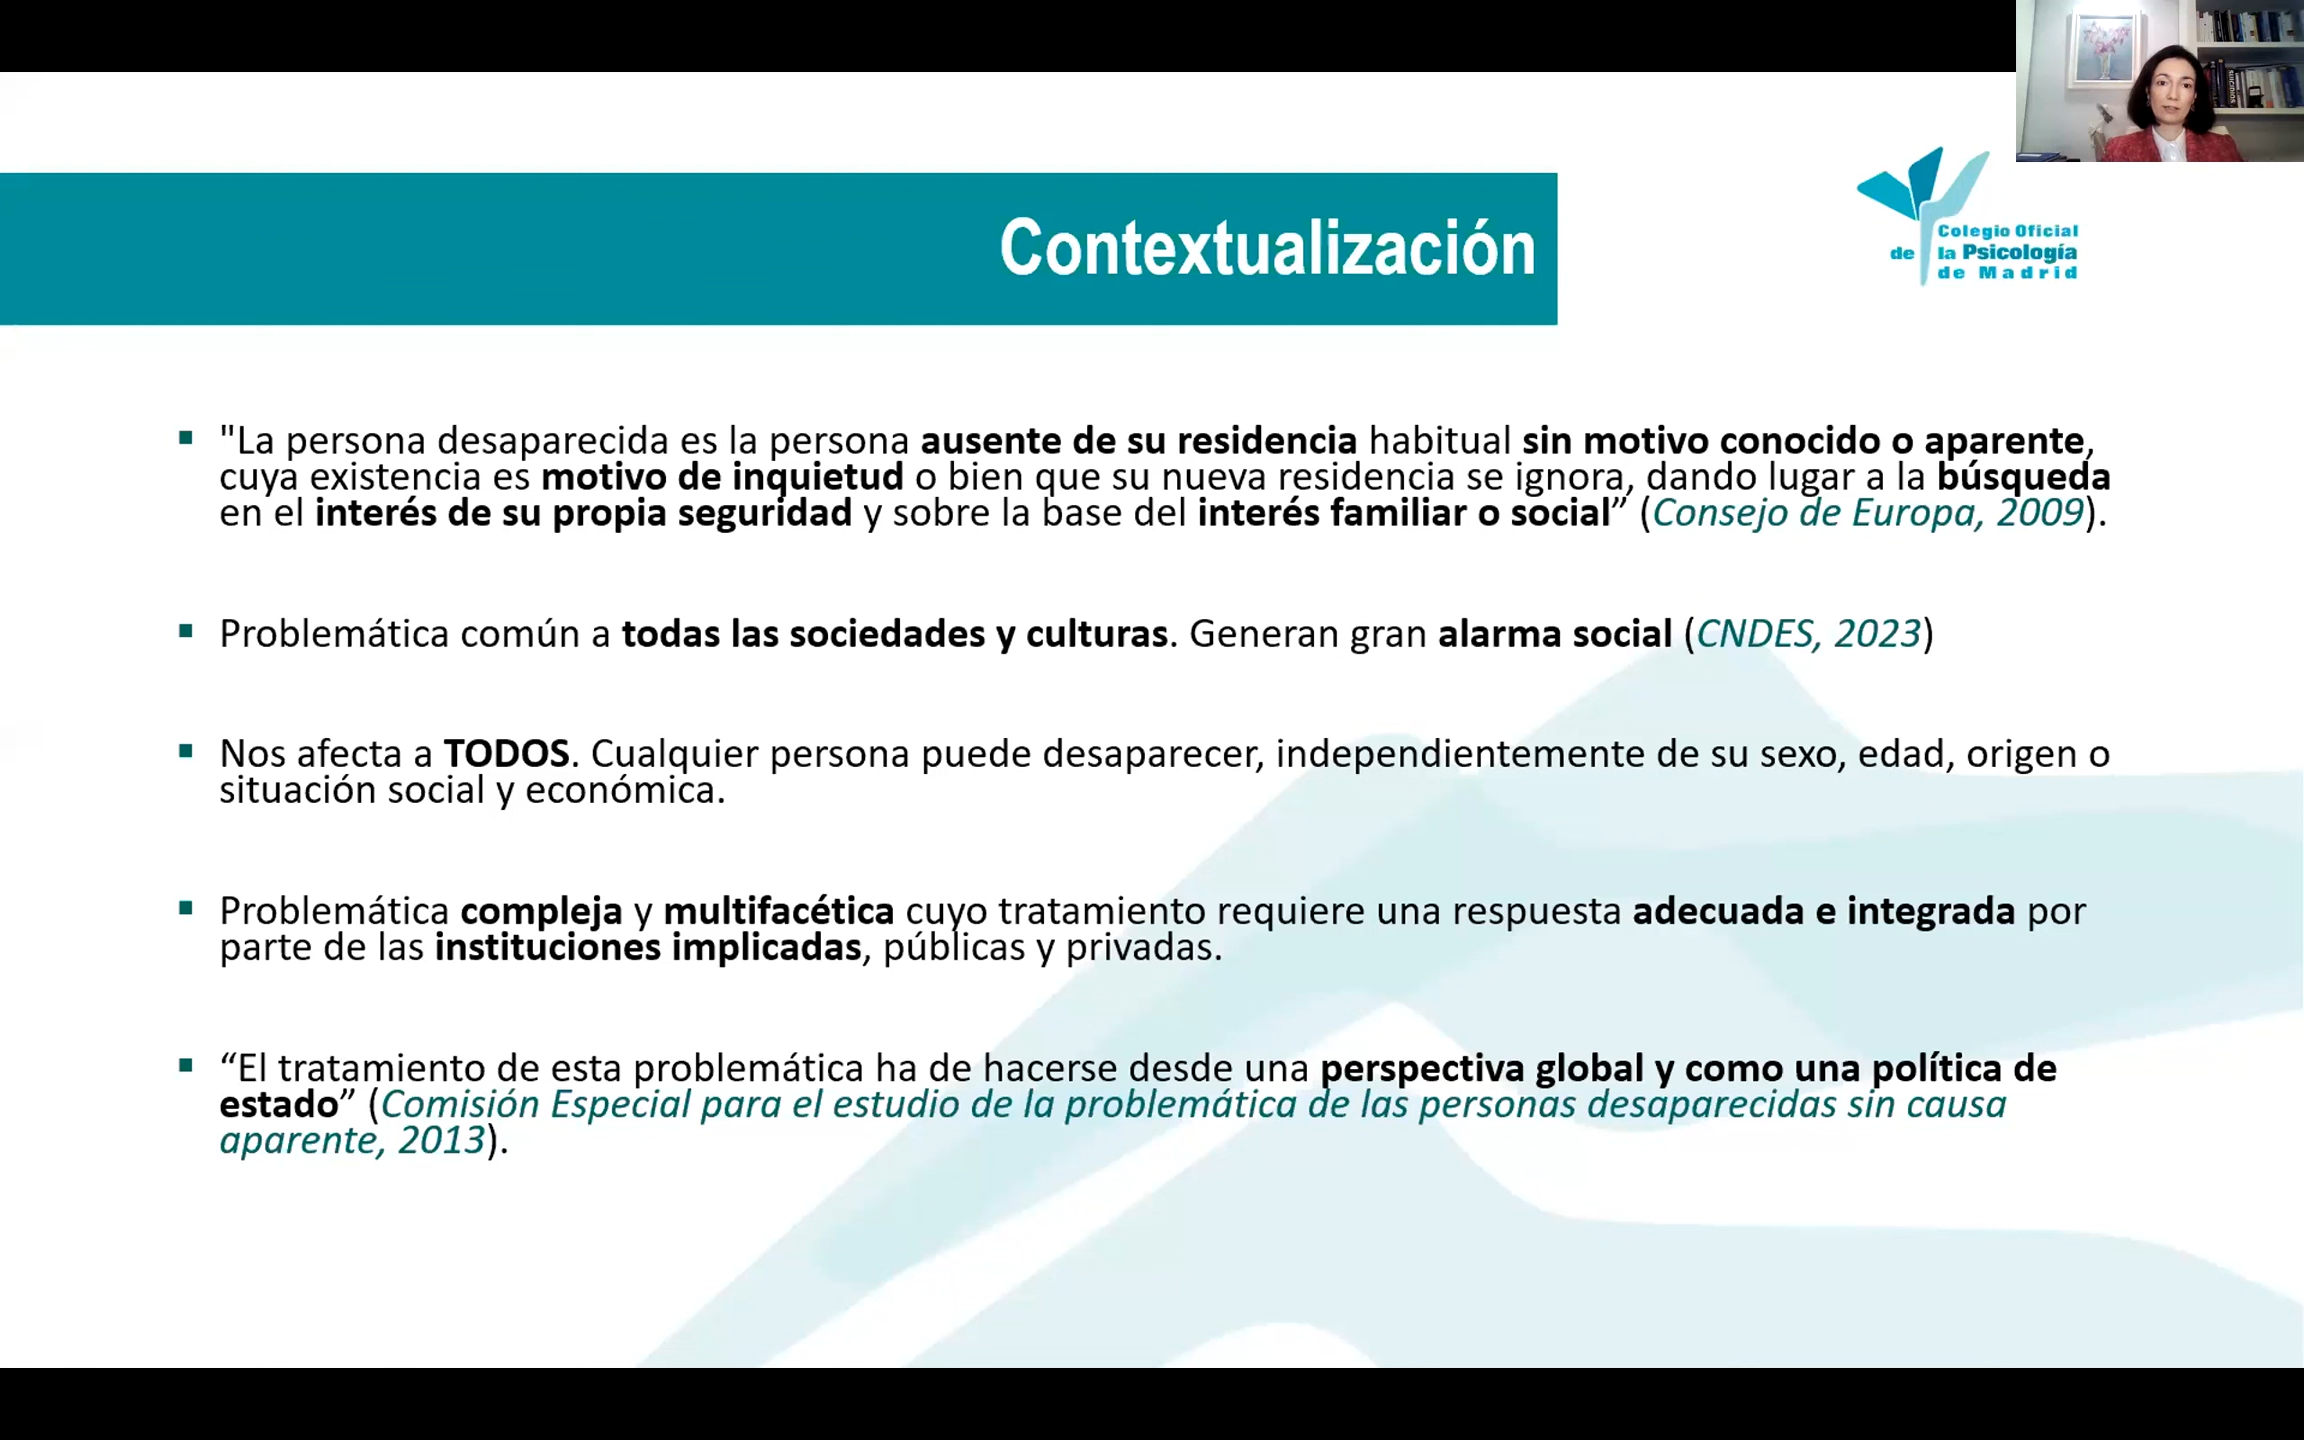 Contextualización
Colegio Oficial
de la Psicología
de Madrid
"La persona desaparecida es la persona ausente de su residencia habitual sin motivo conocido o aparente,
cuya existencia es motivo de inquietud o bien que su nueva residencia se ignora, dando lugar a la búsqueda
en el interés de su propia seguridad y sobre la base del interés familiar o social” (Consejo de Europa, 2009).
Problemática común a todas las sociedades y culturas. Generan gran alarma social (CNDES, 2023)
Nos afecta a TODOS. Cualquier persona puede desaparecer, independientemente de su sexo, edad, origen o
situación social y económica.
Problemática compleja y multifacética cuyo tratamiento requiere una respuesta adecuada e integrada por
parte de las instituciones implicadas, públicas y privadas.
“El tratamiento de esta problemática ha de hacerse desde una perspectiva global y como una política de
estado” (Comisión Especial para el estudio de la problemática de las personas desaparecidas sin causa
aparente, 2013).